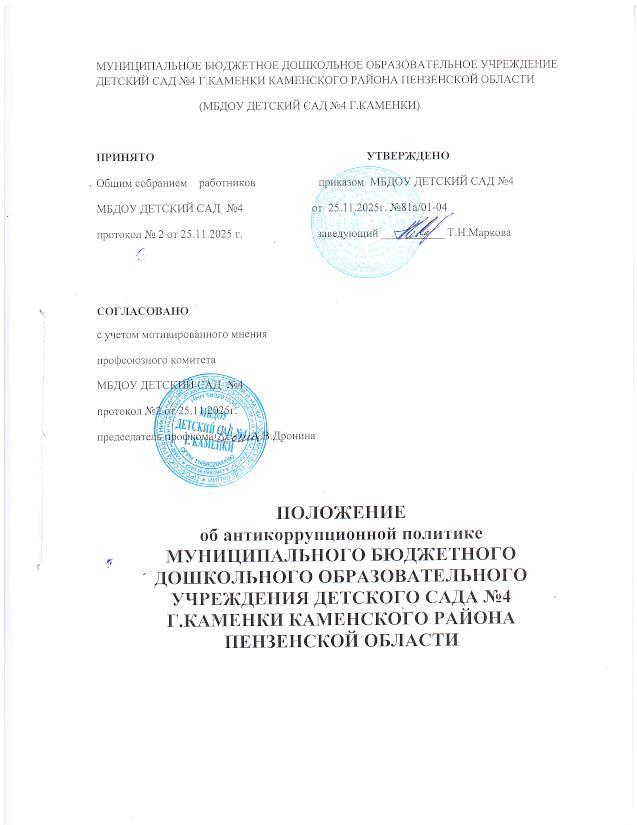 МУНИЦИПАЛЬНОЕ БЮДЖЕТНОЕ ДОШКОЛЬНОЕ ОБРАЗОВАТЕЛЬНОЕ УЧРЕЖДЕНИЕ
ДЕТСКИЙ САД №4 Г.КАМЕНКИ КАМЕНСКОГО РАЙОНА ПЕНЗЕНСКОЙ ОБЛАСТИ
(МБДОУ ДЕТСКИЙ САД №4 Г.КАМЕНКИ)
ПРИНЯТО
Общим собранием работников
МБДОУ ДЕТСКИЙ САД №4
протокол № 2 от 25.11.2025 г.
УТВЕРЖДЕНО
приказом МБДОУ ДЕТСКИЙ САД №4
от 25.11.2025г. №81а/01-04
заведующий ____________ Т.Н.Маркова
СОГЛАСОВАНО
с учетом мотивированного мнения
профсоюзного комитета
МБДОУ ДЕТСКИЙ САД №4
протокол №2 от 25.11.2025г.
председатель профкома В.Дронина
МБДОУ
ДЕТСКИЙ САД №4
Г. КАМЕНКИ
ПОЛОЖЕНИЕ
об антикоррупционной политике
МУНИЦИПАЛЬНОГО БЮДЖЕТНОГО
ДОШКОЛЬНОГО ОБРАЗОВАТЕЛЬНОГО
УЧРЕЖДЕНИЯ ДЕТСКОГО САДА №4
Г.КАМЕНКИ КАМЕНСКОГО РАЙОНА
ПЕНЗЕНСКОЙ ОБЛАСТИ